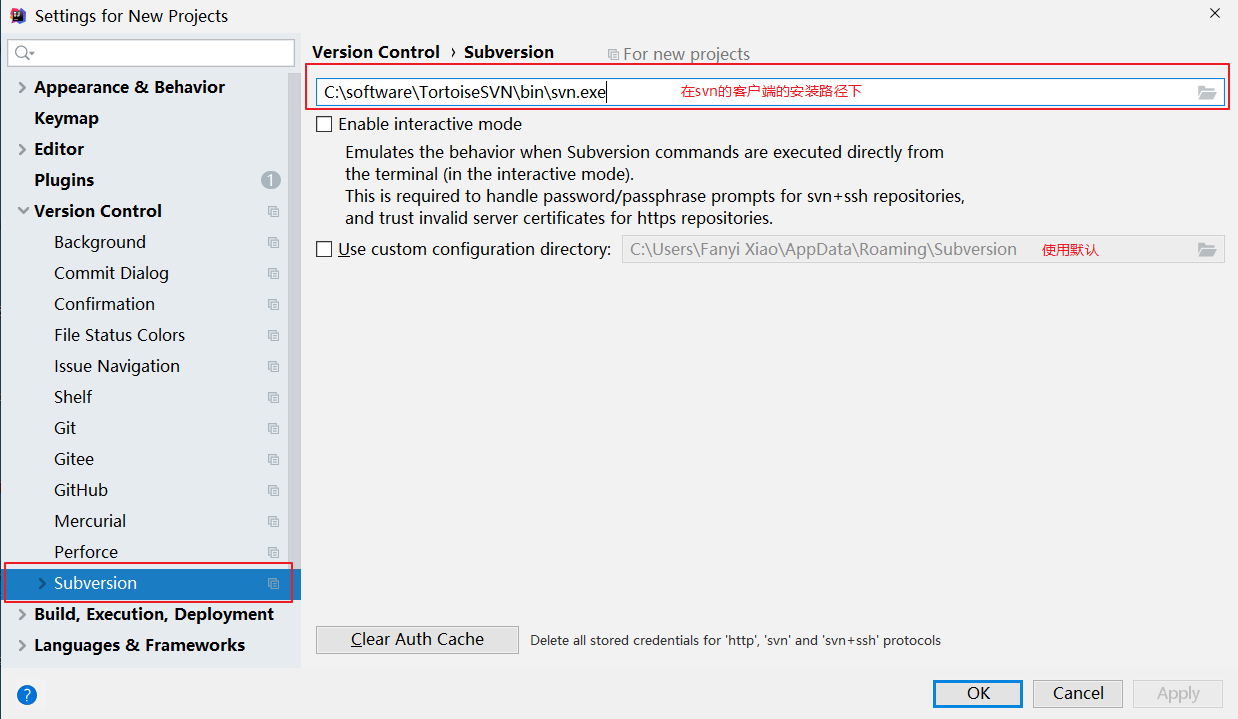 Settings for New Projects
Appearance & Behavior
Keymap
Editor
Plugins
1
Version Control
Background
Commit Dialog
Confirmation
File Status Colors
Issue Navigation
Shelf
Git
Gitee
GitHub
Mercurial
Perforce
Subversion
Build, Execution, Deployment
Languages & Frameworks
Version Control › Subversion For new projects
C:\software\TortoiseSVN\bin\svn.exe 在svn的客户端的安装路径下
Enable interactive mode
Emulates the behavior when Subversion commands are executed directly from
the terminal (in the interactive mode).
This is required to handle password/passphrase prompts for svn+ssh repositories,
and trust invalid server certificates for https repositories.
Use custom configuration directory: C:\Users\Fanyi Xiao\AppData\Roaming\Subversion 使用默认
Clear Auth Cache Delete all stored credentials for 'http', 'svn' and 'svn+ssh' protocols
?
OK Cancel Apply